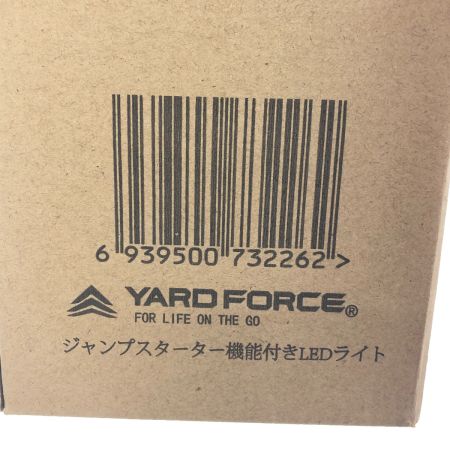 6 939500 732262 >
YARD FORCE®
FOR LIFE ON THE GO
ジャンプスターター機能付きLEDライト